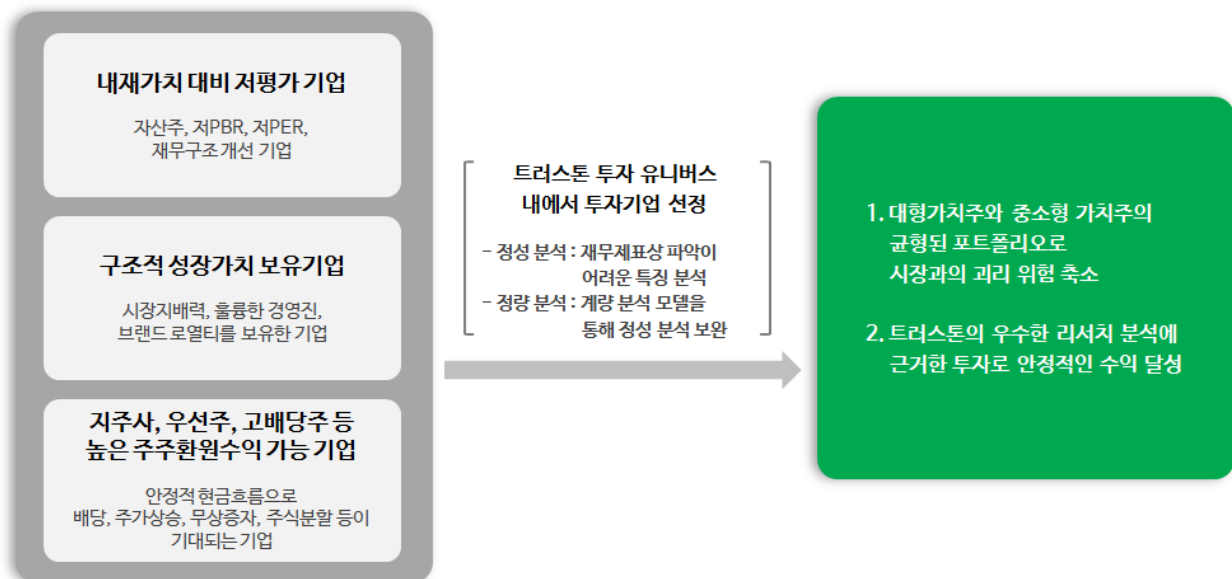 내재가치 대비 저평가 기업
자산주, 저PBR, 저PER,
재무구조 개선 기업
구조적 성장가치 보유기업
시장지배력, 훌륭한 경영진,
브랜드 로열티를 보유한 기업
지주사, 우선주, 고배당주 등
높은 주주환원수익 가능 기업
안정적 현금흐름으로
배당, 주가상승, 무상증자, 주식분할 등이
기대되는 기업
트러스톤 투자 유니버스
내에서 투자기업 선정
- 정성 분석 : 재무제표상 파악이
어려운 특징 분석
- 정량 분석 : 계량 분석 모델을
통해 정성 분석 보완
1. 대형가치주와 중소형 가치주의
균형된 포트폴리오로
시장과의 괴리 위험 축소
2. 트러스톤의 우수한 리서치 분석에
근거한 투자로 안정적인 수익 달성